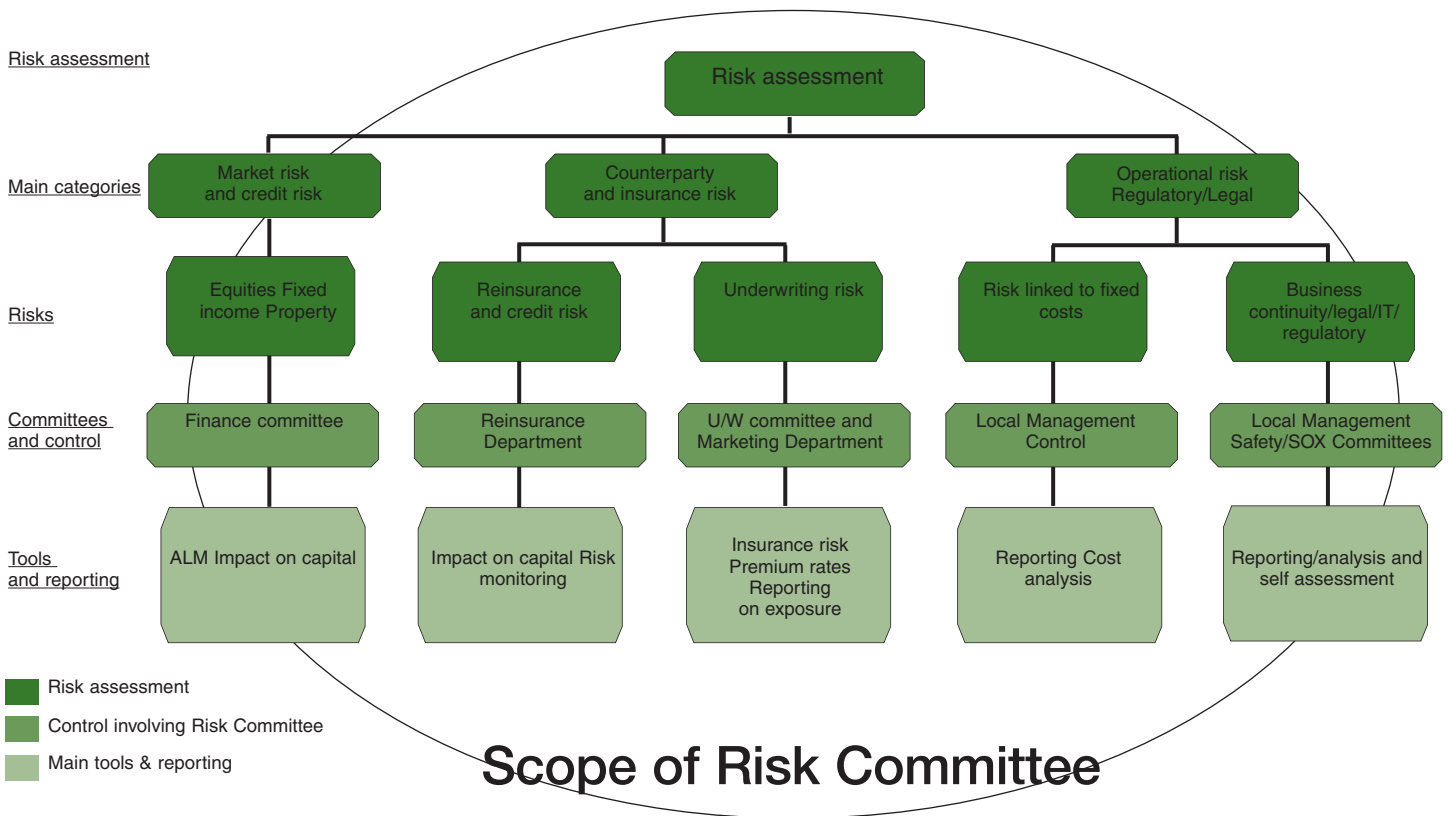 Risk assessment
Risk assessment
Main categories
Market risk
and credit risk
Counterparty
and insurance risk
Operational risk
Regulatory/Legal
Risks
Equities Fixed
income Property
Reinsurance
and credit risk
Underwriting risk
Risk linked to fixed
costs
Business
continuity/legal/IT/
regulatory
Committees
and control
Finance committee
Reinsurance
Department
U/W committee and
Marketing Department
Local Management
Control
Local Management
Safety/SOX Committees
Tools
and reporting
ALM Impact on capital
Impact on capital Risk
monitoring
Insurance risk
Premium rates
Reporting
on exposure
Reporting Cost
analysis
Reporting/analysis and
self assessment
Risk assessment
Control involving Risk Committee
Main tools & reporting
Scope of Risk Committee